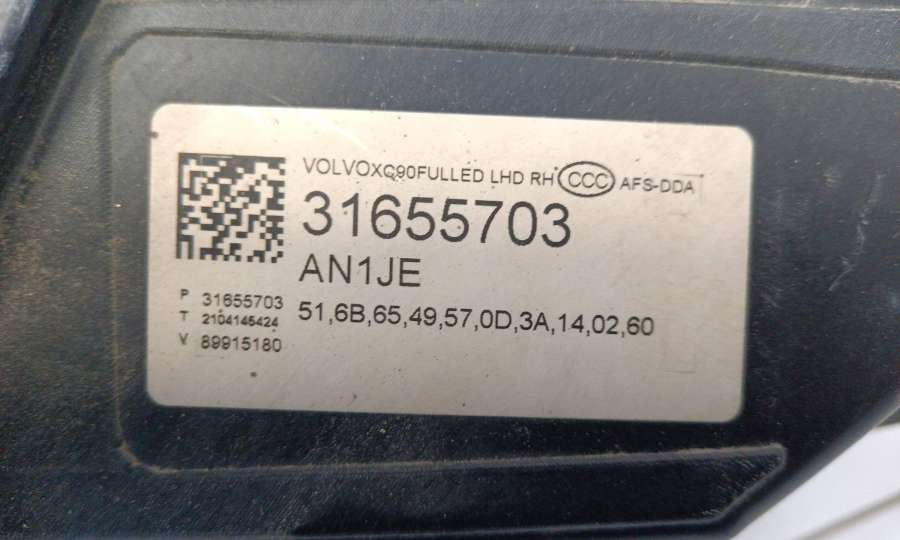 VOLVOXC90FULLED LHD RH CCC AFS-DDA
31655703
AN1JE
51,6B,65,49,57,0D,3A,14,02,60
P 31655703
T 2104145424
V 89915180